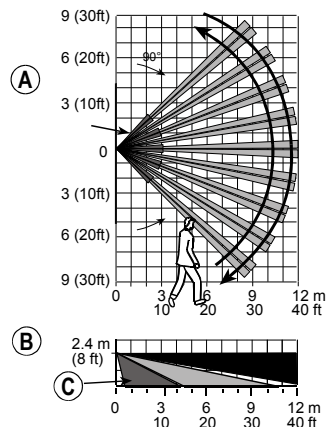 9 (30ft)
6 (20ft)
90°
A
3 (10ft)
0
3 (10ft)
6 (20ft)
9 (30ft)
0 3 6 9 12 m
10 20 30 40 ft
B
2.4 m
(8 ft)
C
0 3 6 9 12 m
10 20 30 40 ft